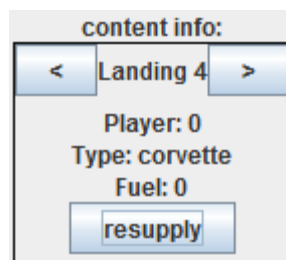 content info:
< Landing 4 >
Player: 0
Type: corvette
Fuel: 0
resupply